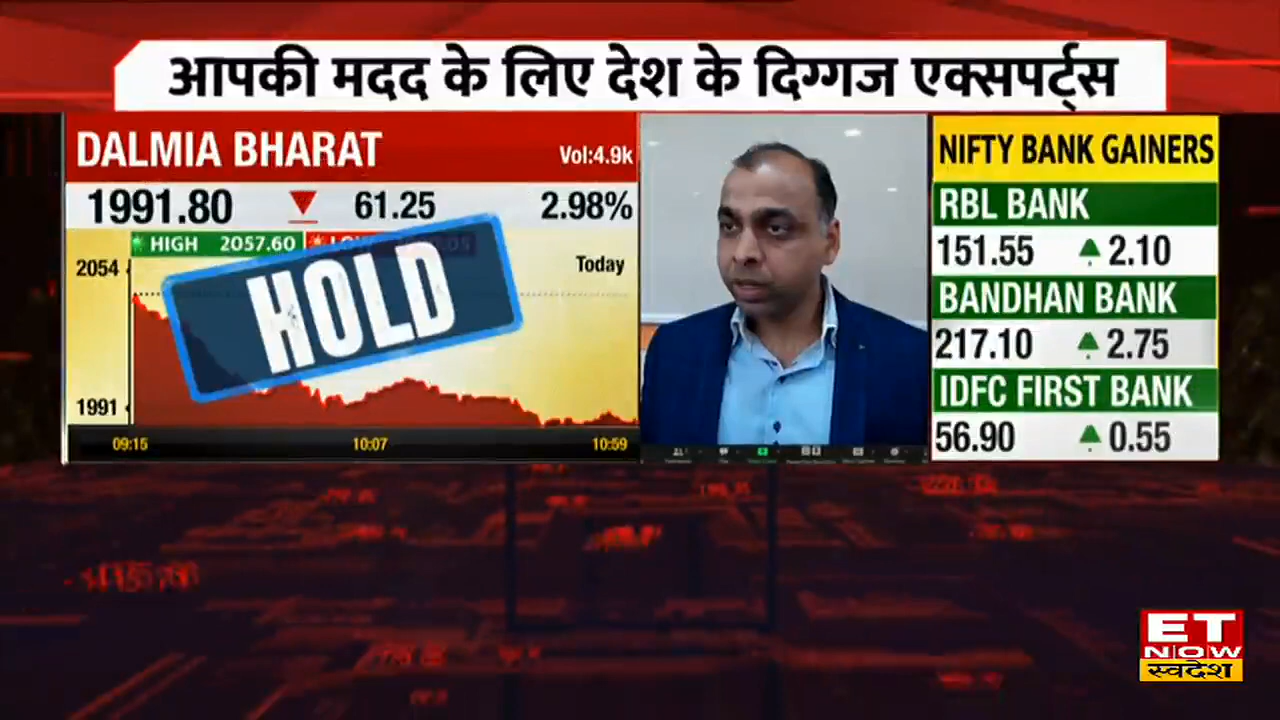 आपकी मदद के लिए देश के दिग्गज एक्सपर्ट्स
DALMIA BHARAT
Vol:4.9k
1991.80 61.25 2.98%
HIGH 2057.60
Today
HOLD
2054
1991
09:15 10:07 10:59
NIFTY BANK GAINERS
RBL BANK
151.55 2.10
BANDHAN BANK
217.10 2.75
IDFC FIRST BANK
56.90 0.55
ET
NOW
स्वदेश